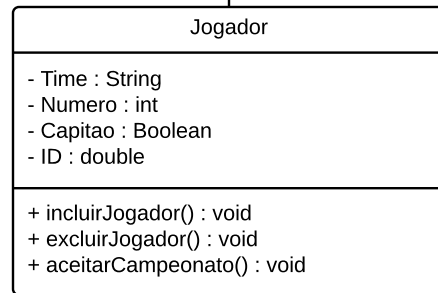 Jogador
- Time : String
- Numero : int
- Capitao : Boolean
- ID : double
+ incluirJogador() : void
+ excluirJogador() : void
+ aceitarCampeonato() : void